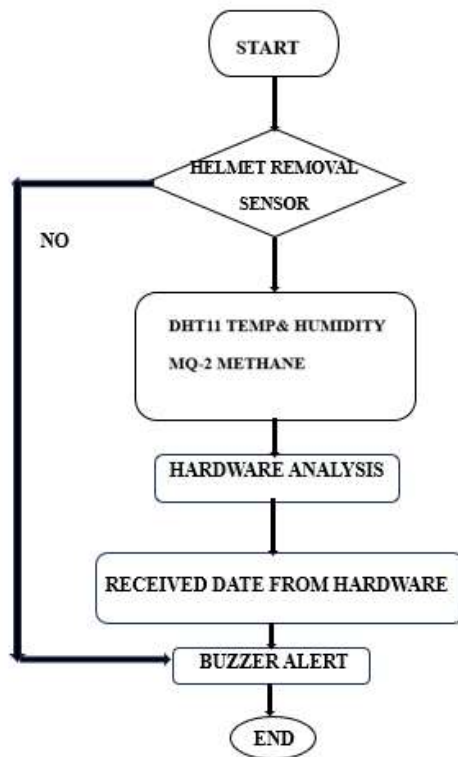 START
HELMET REMOVAL
SENSOR
NO
DHT11 TEMP& HUMIDITY
MQ-2 METHANE
HARDWARE ANALYSIS
RECEIVED DATE FROM HARDWARE
BUZZER ALERT
END